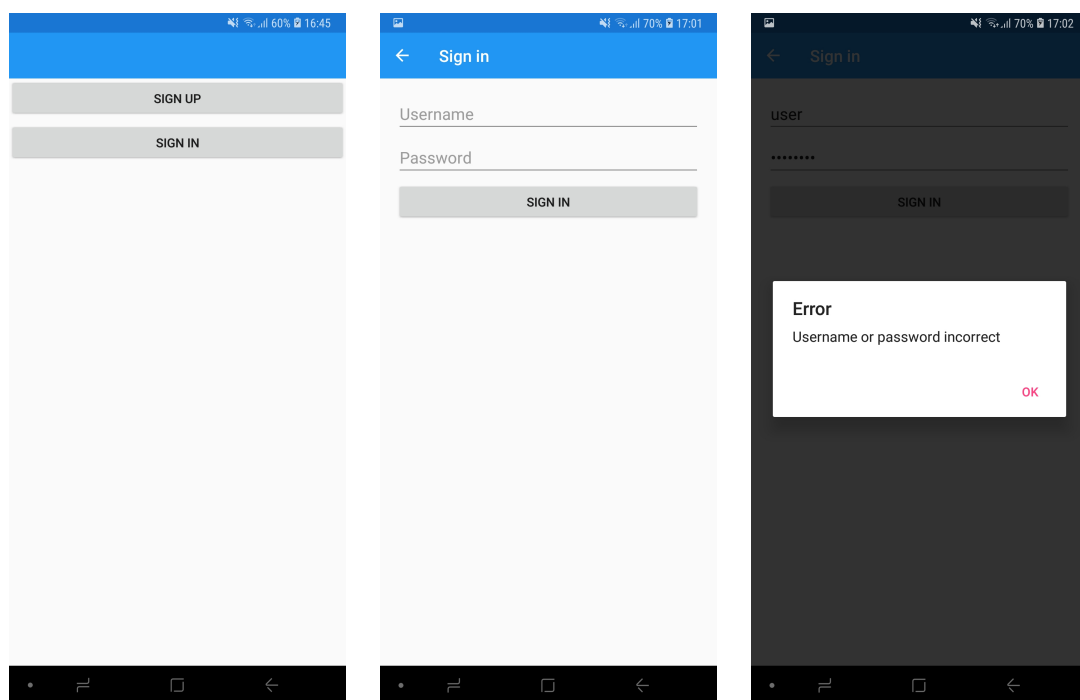 60% 16:45
SIGN UP
SIGN IN
70% 17:01
Sign in
Username
Password
SIGN IN
70% 17:02
Sign in
user
••••••••
SIGN IN
Error
Username or password incorrect
OK